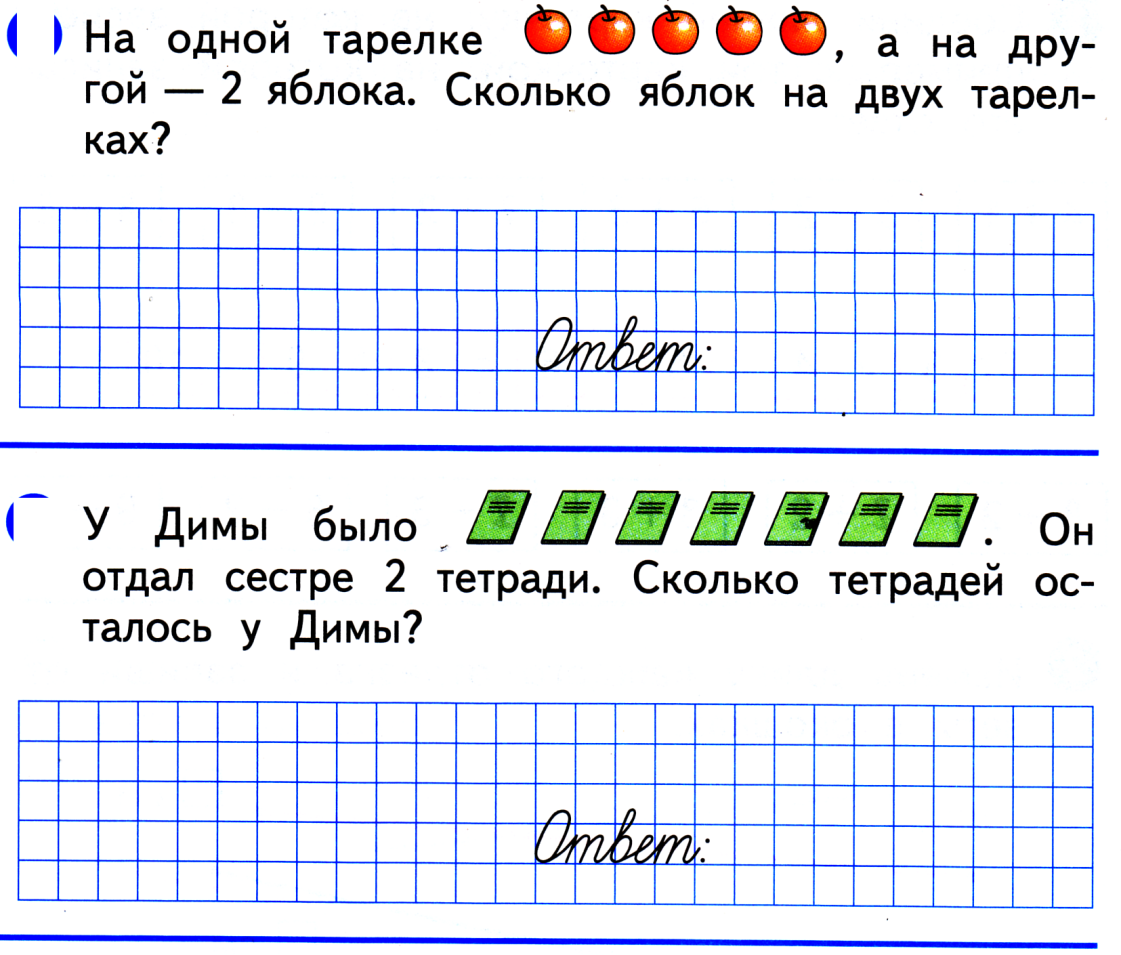 На одной тарелке , а на дру-
гой — 2 яблока. Сколько яблок на двух тарел-
ках?
Ответ:
У Димы было . Он
отдал сестре 2 тетради. Сколько тетрадей ос-
талось у Димы?
Ответ: